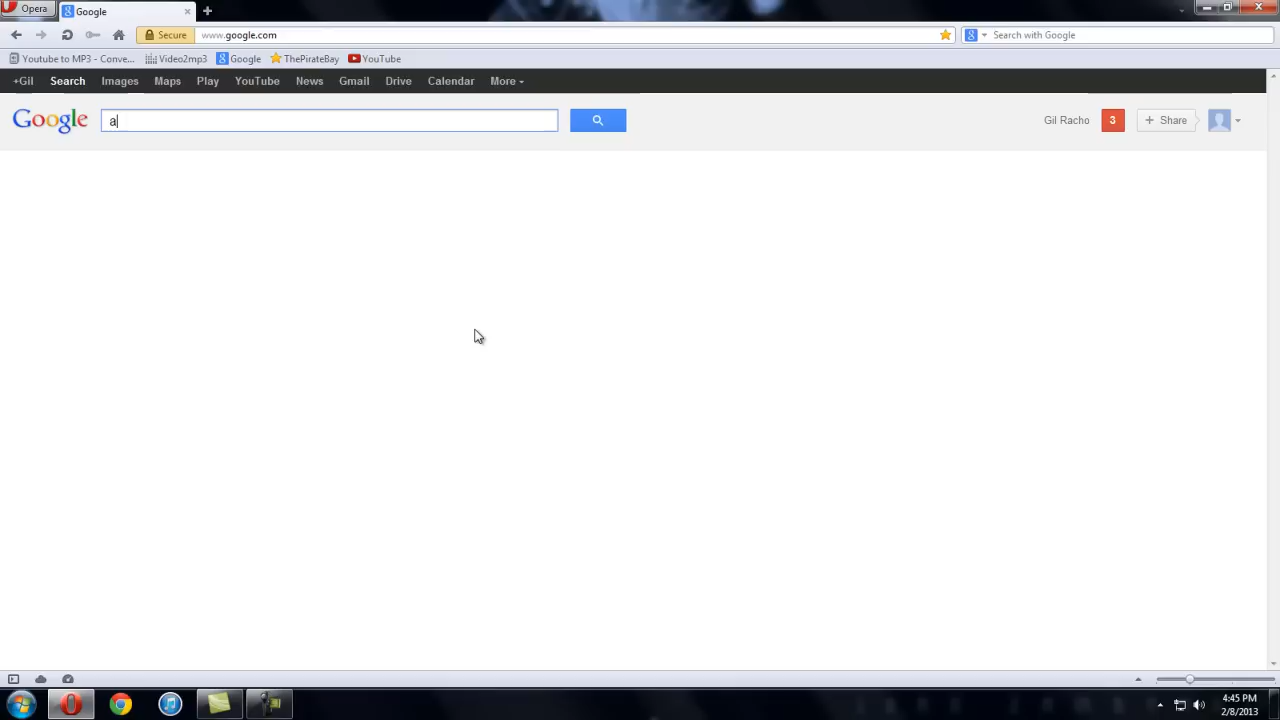 Opera
Google
Secure
www.google.com
Search with Google
Youtube to MP3 - Conve...
Video2mp3
Google
ThePirateBay
YouTube
+Gil Search Images Maps Play YouTube News Gmail Drive Calendar More
Google
a
Gil Racho
3
+ Share
4:45 PM
2/8/2013